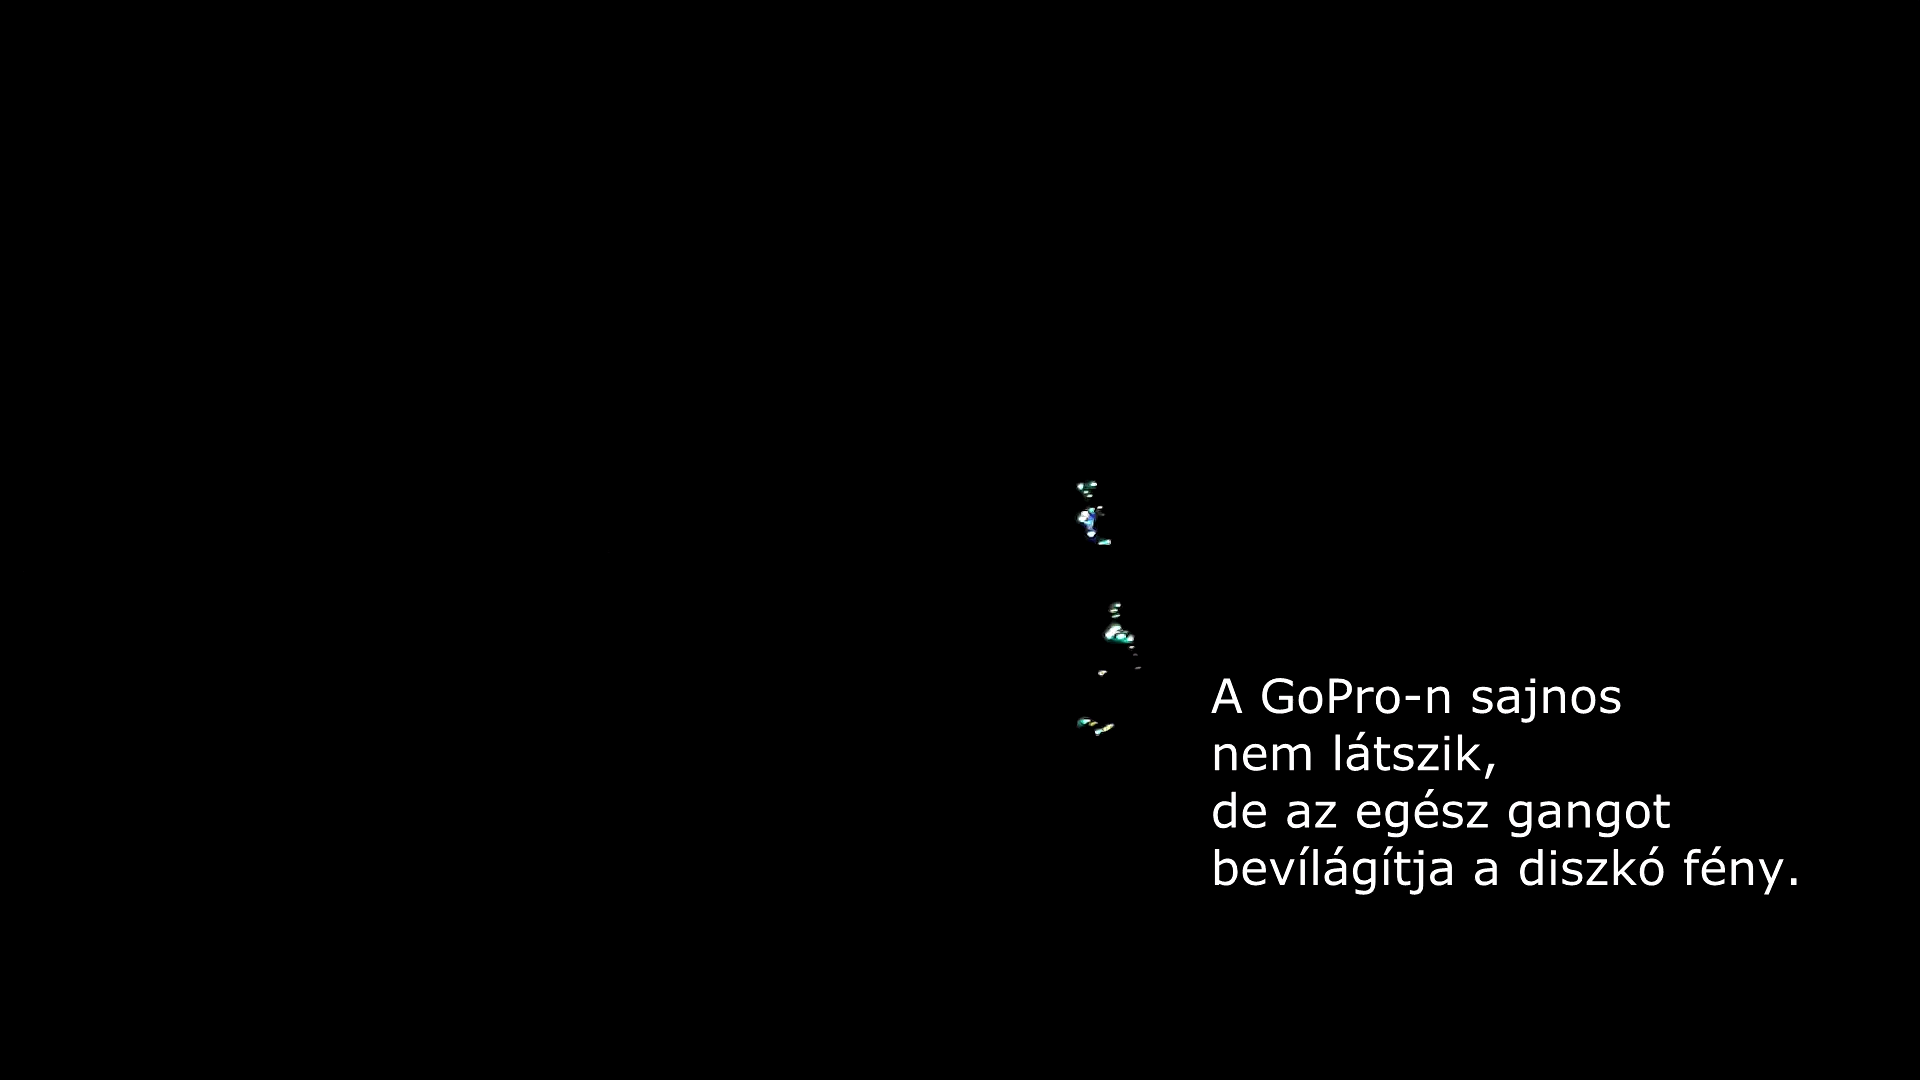 A GoPro-n sajnos
nem látszik,
de az egész gangot
bevílágítja a diszkó fény.